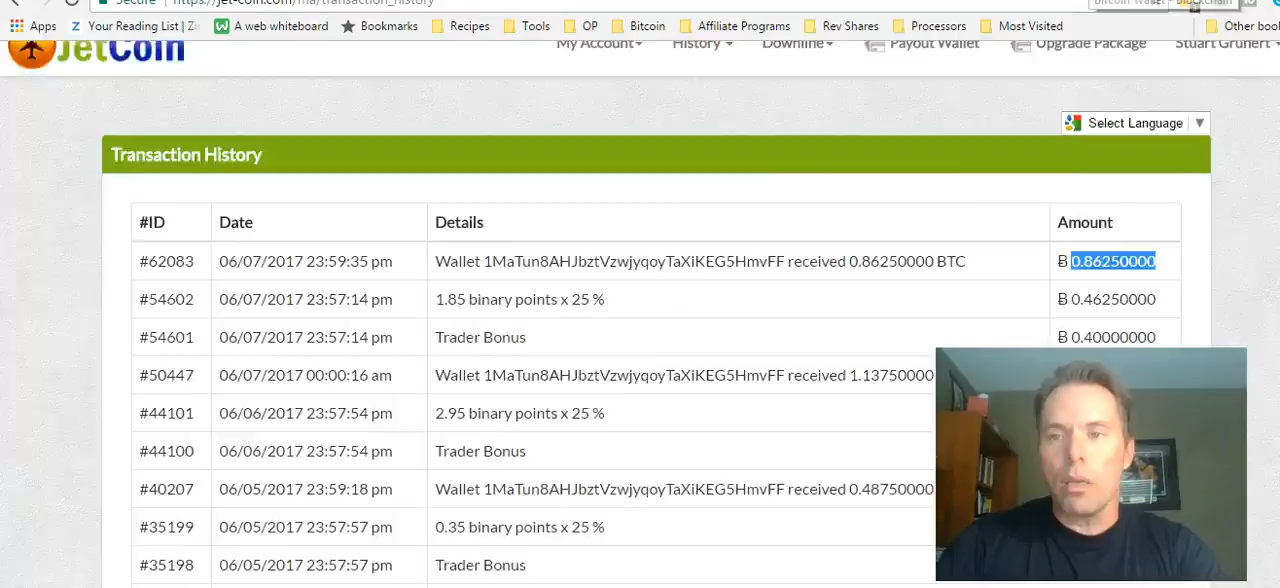 Secure https://jet-coin.com/ma/transaction_history
Bitcoin Wallet - Blockchain
Apps Your Reading List | Zi A web whiteboard Bookmarks Recipes Tools OP Bitcoin Affiliate Programs Rev Shares Processors Most Visited Other boo
JetCoin My Account History Downline Payout Wallet Upgrade Package Stuart Grunert
Select Language ▼
Transaction History
#ID Date Details Amount
#62083 06/07/2017 23:59:35 pm Wallet 1MaTun8AHJbztVzwjyqoyTaXiKEG5HmvFF received 0.86250000 BTC Ƀ 0.86250000
#54602 06/07/2017 23:57:14 pm 1.85 binary points x 25 % Ƀ 0.46250000
#54601 06/07/2017 23:57:14 pm Trader Bonus Ƀ 0.40000000
#50447 06/07/2017 00:00:16 am Wallet 1MaTun8AHJbztVzwjyqoyTaXiKEG5HmvFF received 1.13750000
#44101 06/06/2017 23:57:54 pm 2.95 binary points x 25 %
#44100 06/06/2017 23:57:54 pm Trader Bonus
#40207 06/05/2017 23:59:18 pm Wallet 1MaTun8AHJbztVzwjyqoyTaXiKEG5HmvFF received 0.48750000
#35199 06/05/2017 23:57:57 pm 0.35 binary points x 25 %
#35198 06/05/2017 23:57:57 pm Trader Bonus